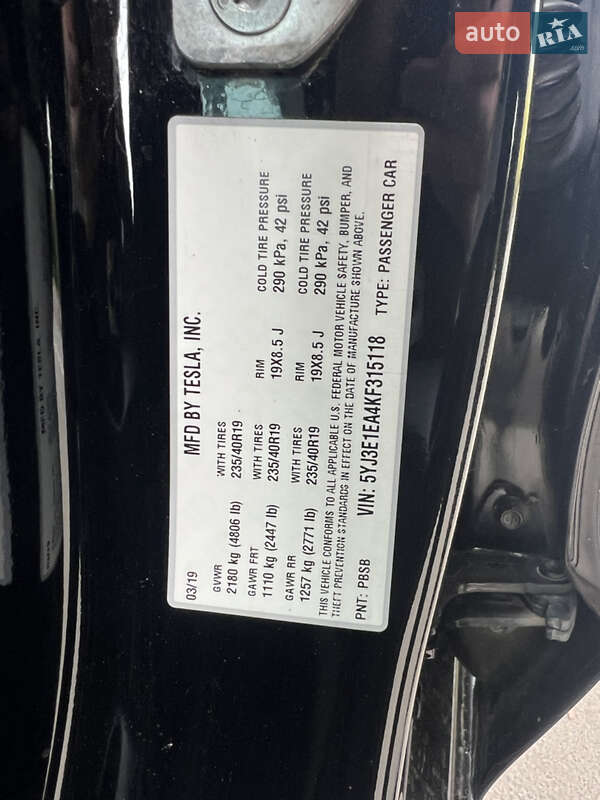 auto RIA
MFD BY TESLA, INC.
03/19
GVWR
2180 kg (4806 lb)
WITH TIRES
235/40R19
GAWR FRT
1110 kg (2447 lb)
WITH TIRES
235/40R19
RIM
19X8.5 J
COLD TIRE PRESSURE
290 kPa, 42 psi
GAWR RR
1257 kg (2771 lb)
WITH TIRES
235/40R19
RIM
19X8.5 J
COLD TIRE PRESSURE
290 kPa, 42 psi
THIS VEHICLE CONFORMS TO ALL APPLICABLE U.S. FEDERAL MOTOR VEHICLE SAFETY, BUMPER, AND
THEFT PREVENTION STANDARDS IN EFFECT ON THE DATE OF MANUFACTURE SHOWN ABOVE.
VIN: 5YJ3E1EA4KF315118
PNT: PBSB
TYPE: PASSENGER CAR